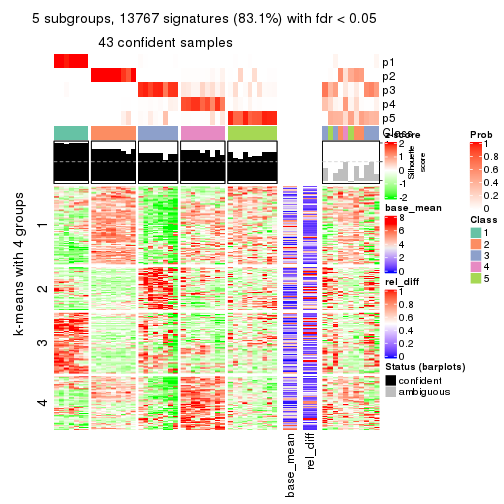 5 subgroups, 13767 signatures (83.1%) with fdr < 0.05
43 confident samples
p1
p2
p3
p4
p5
Class
Silhouette
score
k-means with 4 groups
1
2
3
4
base_mean
rel_diff
z-score
2
1
0
-1
-2
base_mean
8
6
4
2
0
rel_diff
1
0.8
0.6
0.4
0.2
0
Status (barplots)
confident
ambiguous
Prob
1
0.8
0.6
0.4
0.2
0
Class
1
2
3
4
5